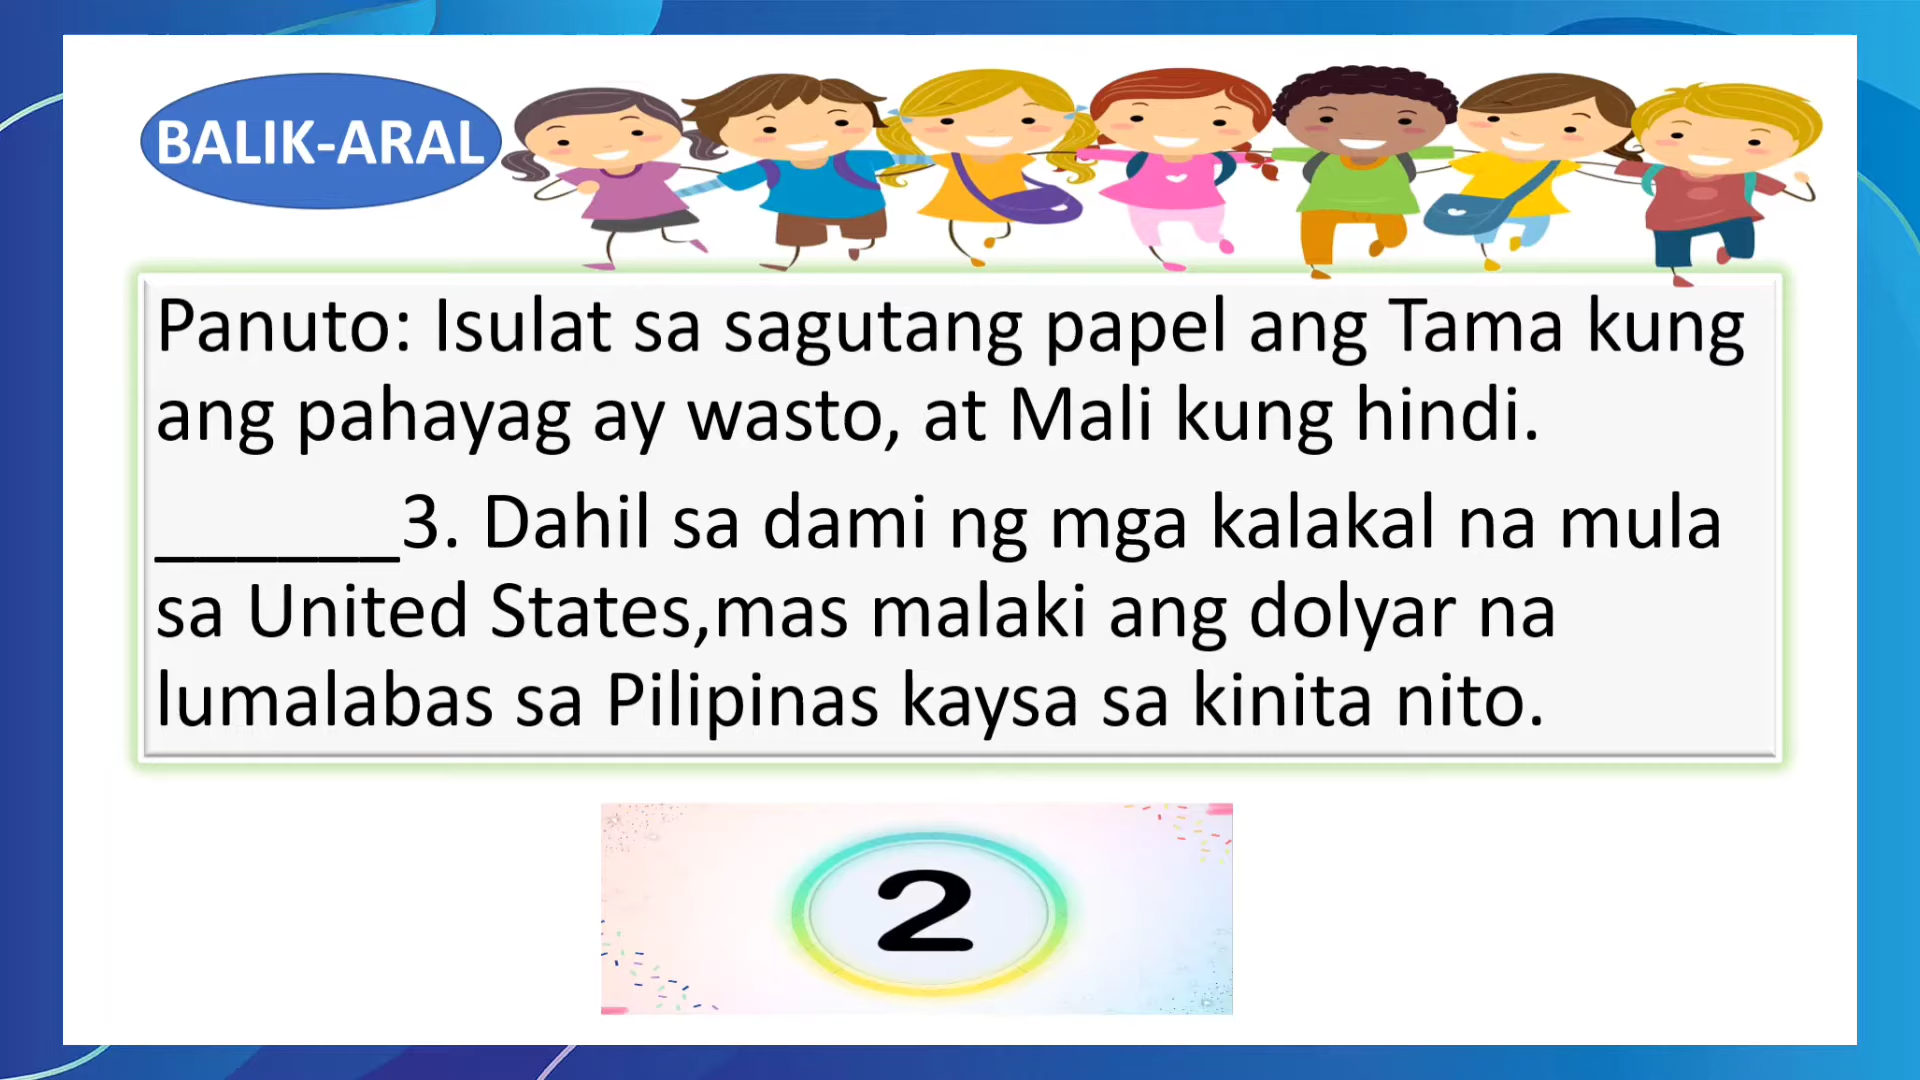 BALIK-ARAL
Panuto: Isulat sa sagutang papel ang Tama kung
ang pahayag ay wasto, at Mali kung hindi.
______3. Dahil sa dami ng mga kalakal na mula
sa United States,mas malaki ang dolyar na
lumalabas sa Pilipinas kaysa sa kinita nito.
2